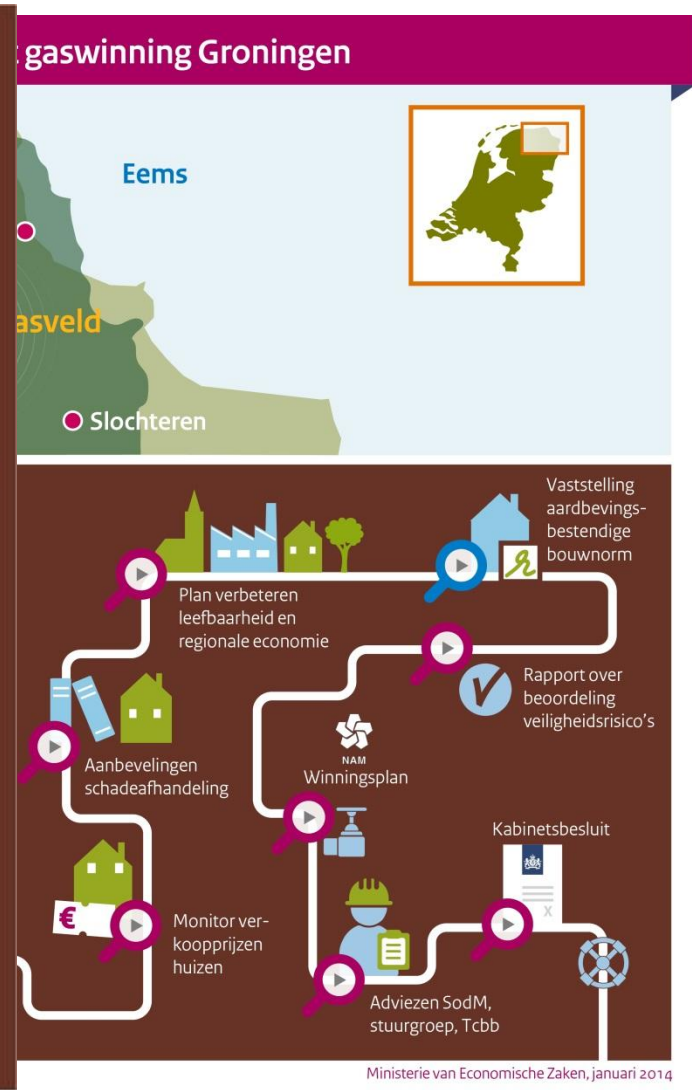 gaswinning Groningen
Eems
asveld
Slochteren
Vaststelling
aardbevings-
bestendige
bouwnorm
Plan verbeteren
leefbaarheid en
regionale economie
Rapport over
beoordeling
veiligheidsrisico's
Aanbevelingen
schadeafhandeling
NAM
Winningsplan
Kabinetsbesluit
X
€
Monitor ver-
koopprijzen
huizen
Adviezen SodM,
stuurgroep, Tcbb
Ministerie van Economische Zaken, januari 2014